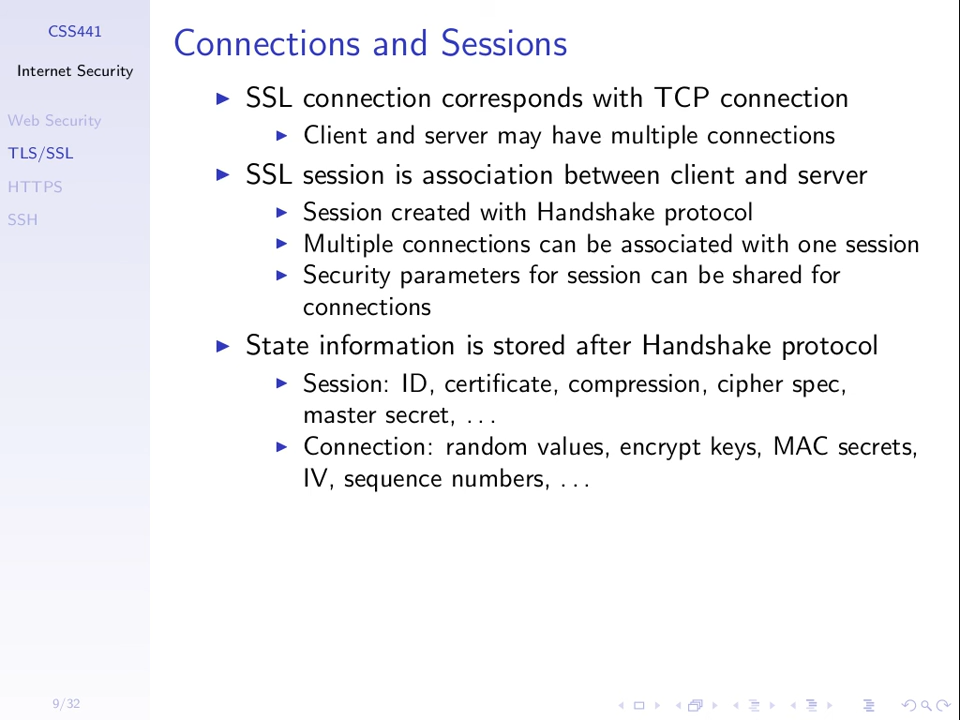 CSS441
Internet Security
Web Security
TLS/SSL
HTTPS
SSH
Connections and Sessions
SSL connection corresponds with TCP connection
Client and server may have multiple connections
SSL session is association between client and server
Session created with Handshake protocol
Multiple connections can be associated with one session
Security parameters for session can be shared for
connections
State information is stored after Handshake protocol
Session: ID, certificate, compression, cipher spec,
master secret, ...
Connection: random values, encrypt keys, MAC secrets,
IV, sequence numbers, ...
9/32